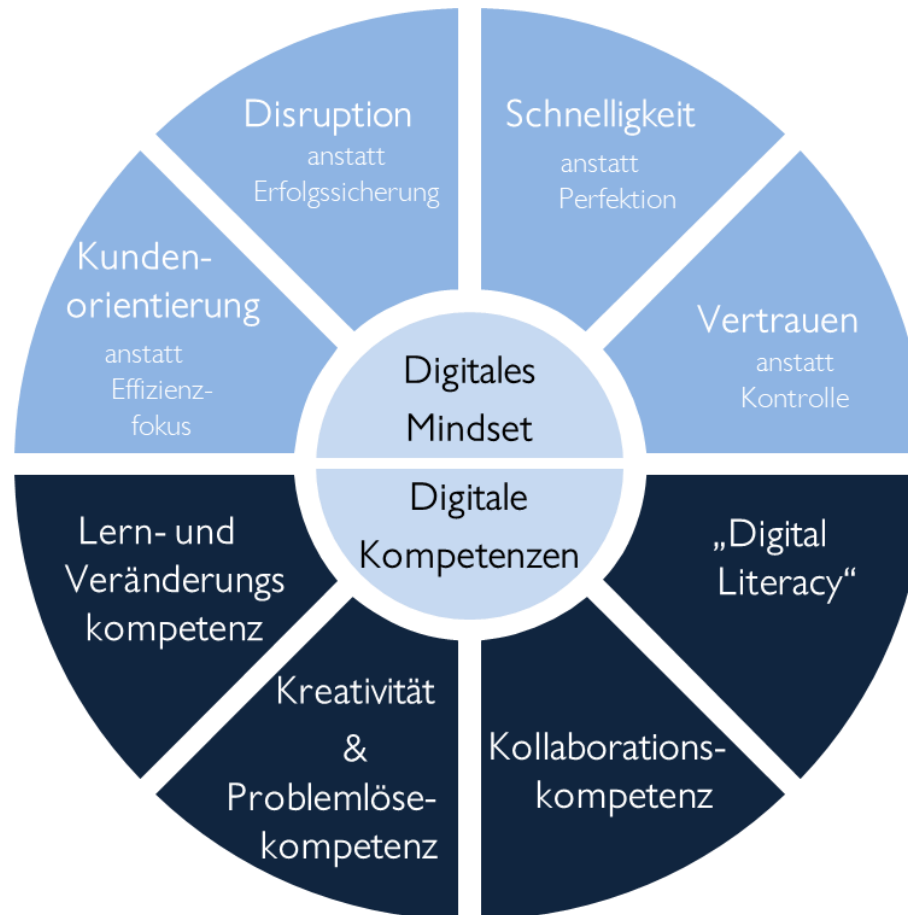 Disruption
anstatt
Erfolgssicherung
Schnelligkeit
anstatt
Perfektion
Kunden-
orientierung
anstatt
Effizienz-
fokus
Vertrauen
anstatt
Kontrolle
Digitales
Mindset
Digitale
Kompetenzen
Lern- und
Veränderungs
kompetenz
„Digital
Literacy“
Kreativität
&
Problemlöse-
kompetenz
Kollaborations-
kompetenz